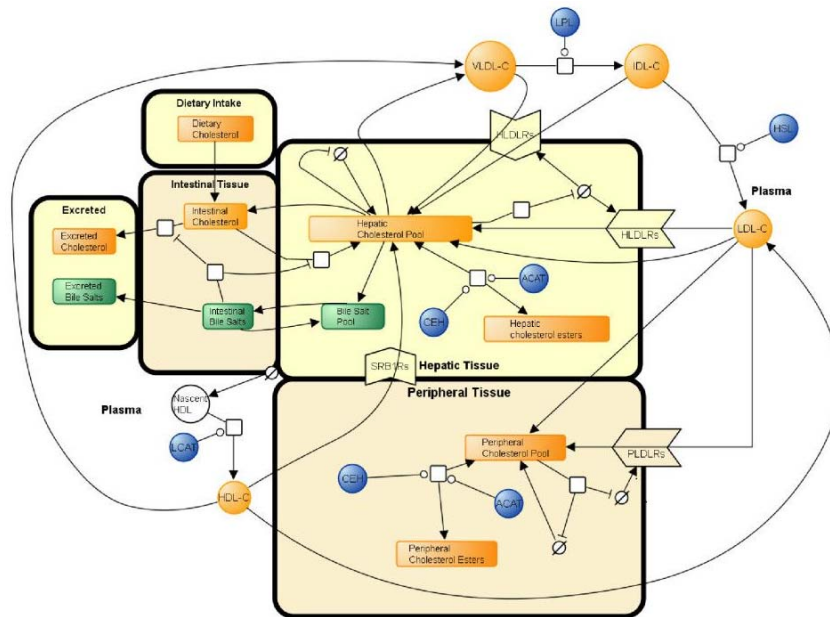 LPL
VLDL-C
IDL-C
Dietary Intake
Dietary
Cholesterol
HLDLRs
HSL
Intestinal Tissue
Plasma
Excreted
Intestinal
Cholesterol
Hepatic
Cholesterol Pool
Excreted
Cholesterol
HLDLRs
LDL-C
Excreted
Bile Salts
Intestinal
Bile Salts
Bile Salt
Pool
ACAT
CEH
Hepatic
cholesterol esters
SRB1Rs
Hepatic Tissue
Peripheral Tissue
Plasma
Nascent
HDL
LCAT
Peripheral
Cholesterol Pool
PLDLRs
CEH
HDL-C
ACAT
Peripheral
Cholesterol Esters